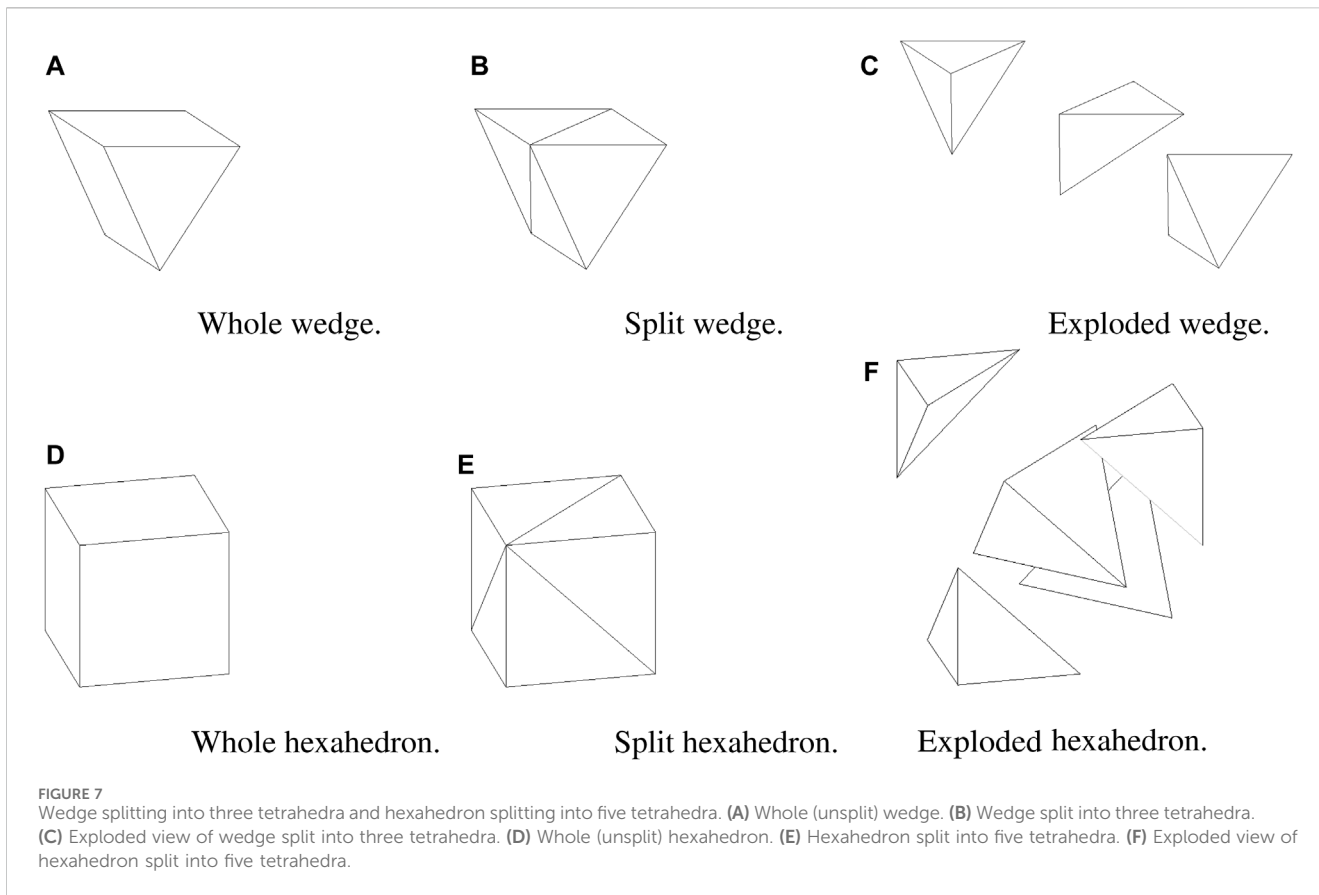 A
B
C
Whole wedge.
Split wedge.
Exploded wedge.
D
E
F
Whole hexahedron.
Split hexahedron.
Exploded hexahedron.
FIGURE 7
Wedge splitting into three tetrahedra and hexahedron splitting into five tetrahedra. (A) Whole (unsplit) wedge. (B) Wedge split into three tetrahedra.
(C) Exploded view of wedge split into three tetrahedra. (D) Whole (unsplit) hexahedron. (E) Hexahedron split into five tetrahedra. (F) Exploded view of
hexahedron split into five tetrahedra.